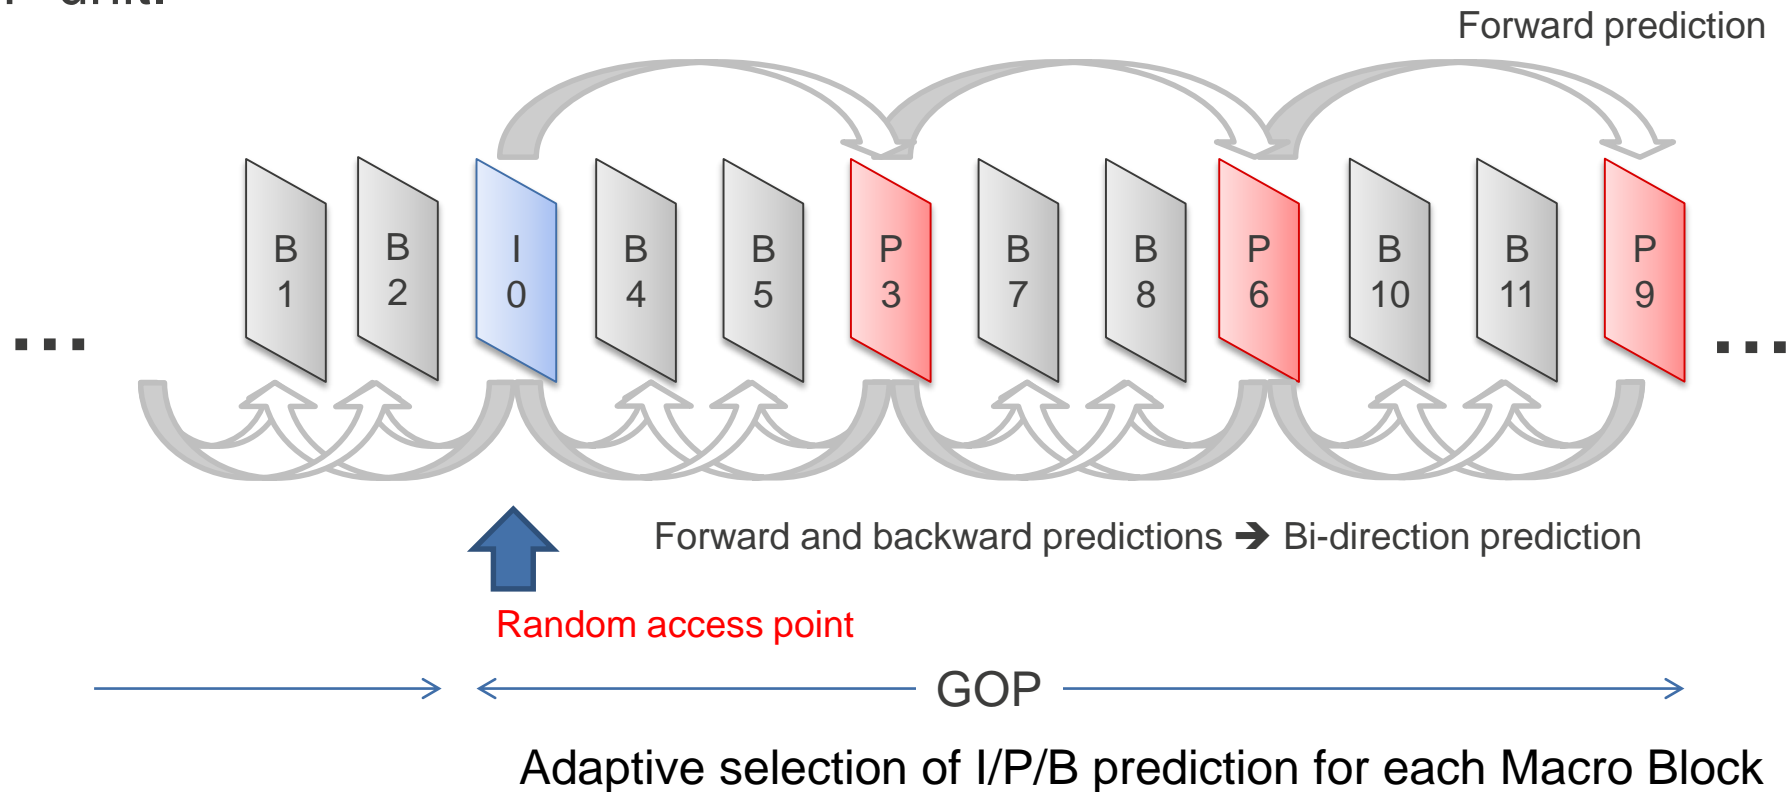 unit.
Forward prediction
B B I B B P B B P B B P
1 2 0 4 5 3 7 8 6 10 11 9
... ...
Forward and backward predictions ➔ Bi-direction prediction
Random access point
GOP
Adaptive selection of I/P/B prediction for each Macro Block